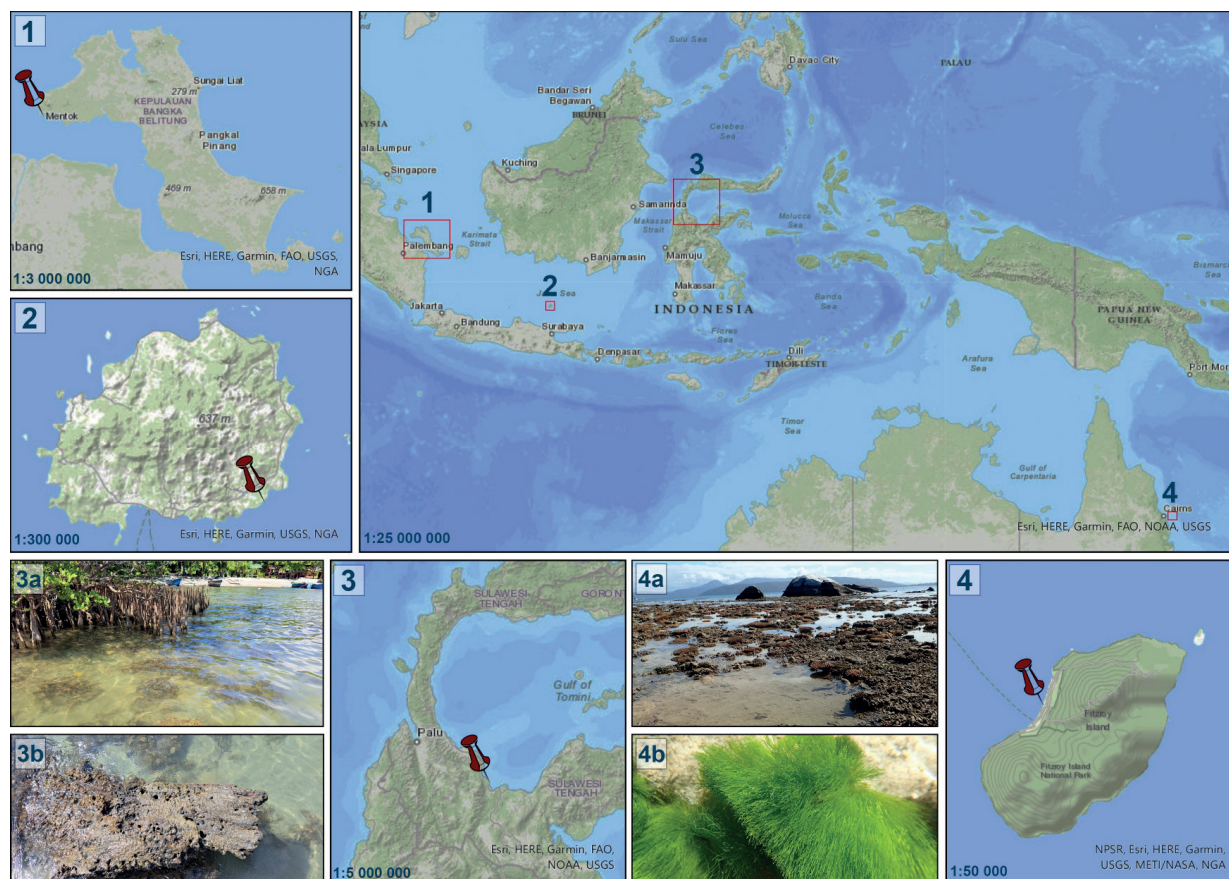 1
Sungai Liat
279 m
KEPULAUAN
BANGKA
BELITUNG
Mentok
Pangkal
Pinang
469 m
658 m
mbang
Esri, HERE, Garmin, FAO, USGS,
NGA
1:3 000 000
2
637 m
Esri, HERE, Garmin, USGS, NGA
1:300 000
Sulu Sea
Davao City
PALAU
Bandar Seri
Begawan
BRUNEI
AYSIA
ala Lumpur
Celebes
Sea
Kuching
Singapore
3
1
Samarinda
Makassar
Strait
Molucca
Sea
Karimata
Strait
Palembang
Banjarmasin
Mamuju
Bismarc
Sea
2
Sea
Makassar
Banda
Sea
Jakarta
INDONESIA
Bandung
Surabaya
Flores
Sea
PAPUA NEW
GUINEA
Denpasar
Dili
TIMOR-LESTE
Arafura
Sea
Port Mor
Timor
Sea
Gulf of
Carpentaria
4
Cairns
Esri, HERE, Garmin, FAO, NOAA, USGS
1:25 000 000
3a
3b
3
SULAWESI
TENGAH
GORONT
Gulf of
Tomini
Palu
SULAWESI
TENGAH
Esri, HERE, Garmin, FAO,
NOAA, USGS
1:5 000 000
4a
4b
4
Fitzroy
Island
Fitzroy Island
National Park
NPSR, Esri, HERE, Garmin,
USGS, METI/NASA, NGA
1:50 000